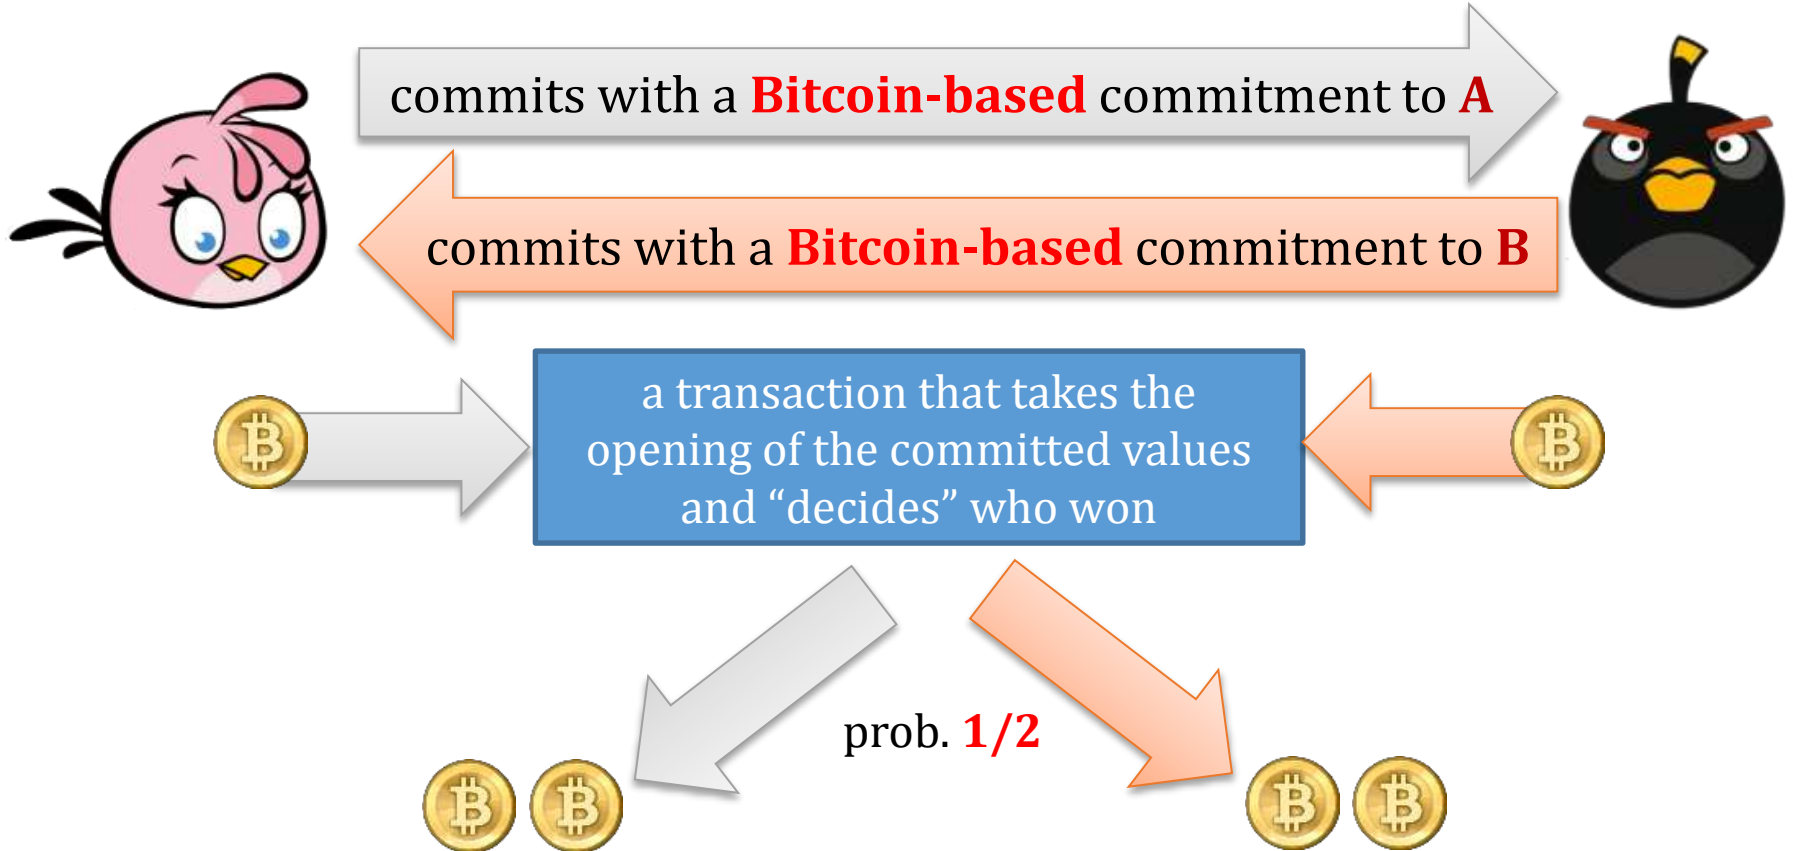 commits with a Bitcoin-based commitment to A
commits with a Bitcoin-based commitment to B
a transaction that takes the
opening of the committed values
and “decides” who won
prob. 1/2